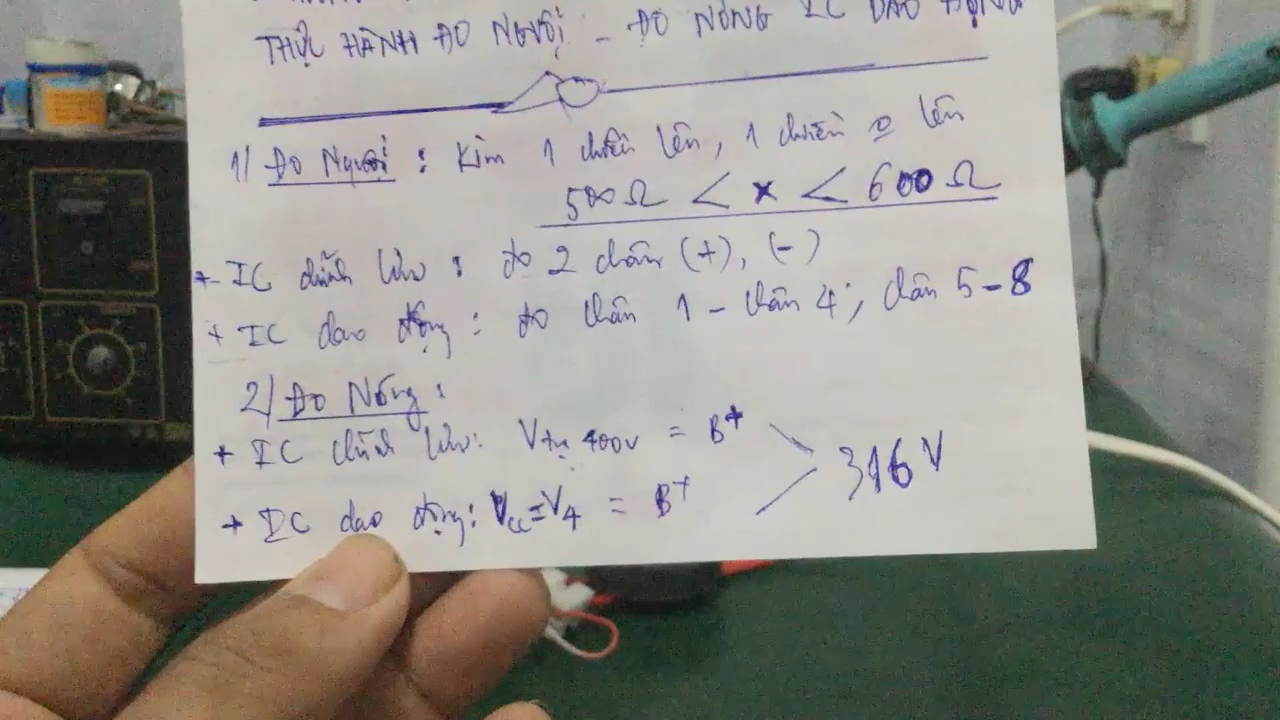 THỰC HÀNH ĐO NGUỘI - ĐO NÓNG IC DAO ĐỘNG
1/ Đo Nguội : Kim 1 chiều lên, 1 chiều 0 lên
500Ω < x < 600Ω
+ IC chỉnh lưu : đo 2 chân (+), (-)
+ IC dao động : đo chân 1 - chân 4; chân 5-8
2/ Đo Nóng :
+ IC chỉnh lưu: Vtụ 400V = B+
316V
+ IC dao động: Vcc=V4 = B+